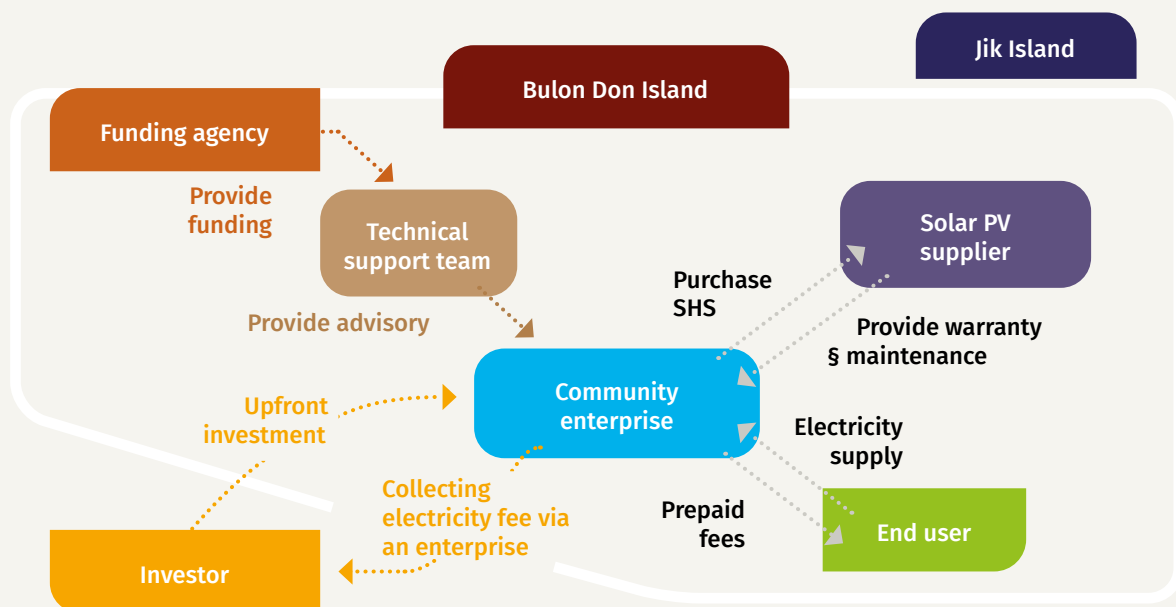 Jik Island
Bulon Don Island
Funding agency
Provide
funding
Technical
support team
Solar PV
supplier
Purchase
SHS
Provide advisory
Provide warranty
§ maintenance
Community
enterprise
Upfront
investment
Electricity
supply
Collecting
electricity fee via
an enterprise
Prepaid
fees
End user
Investor